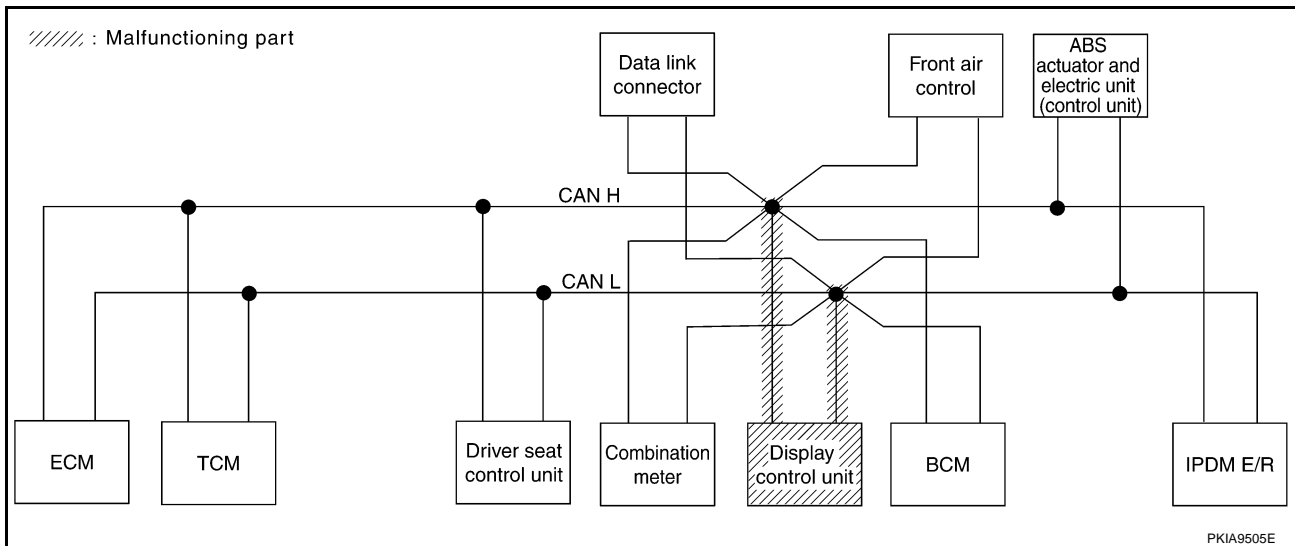 : Malfunctioning part
Data link
connector
Front air
control
ABS
actuator and
electric unit
(control unit)
CAN H
CAN L
ECM
TCM
Driver seat
control unit
Combination
meter
Display
control unit
BCM
IPDM E/R
PKIA9505E